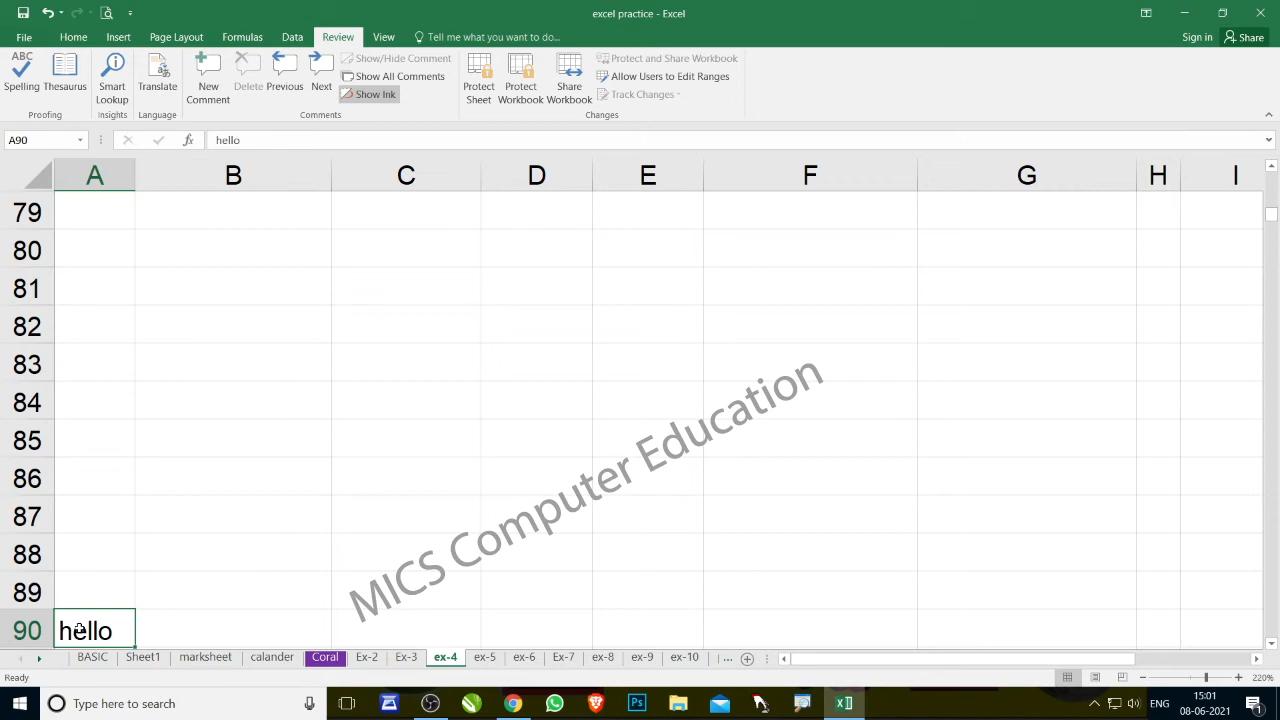 excel practice - Excel
File Home Insert Page Layout Formulas Data Review View Tell me what you want to do... Sign in Share
ABC
Spelling Thesaurus Smart Lookup Translate New Comment Delete Previous Next Show/Hide Comment
Show All Comments
Show Ink
Protect Sheet Protect Workbook Share Workbook Protect and Share Workbook
Allow Users to Edit Ranges
Track Changes
Proofing Insights Language Comments Changes
A90 fx hello
A B C D E F G H I
79
80
81
82
83
84
85
86
87
88
89
90 hello
MICS Computer Education
BASIC Sheet1 marksheet calander Coral Ex-2 Ex-3 ex-4 ex-5 ex-6 Ex-7 ex-8 ex-9 ex-10 ...
Ready 220%
Type here to search Ps ENG 15:01
08-06-2021 1